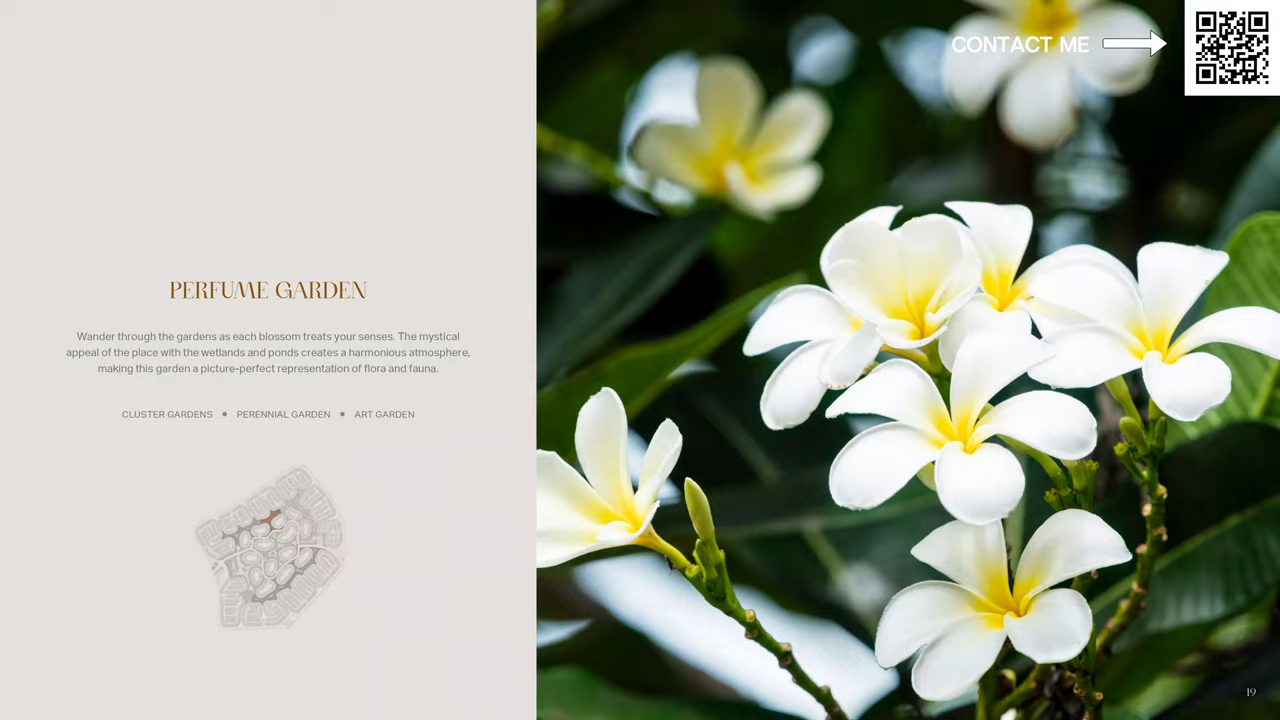 CONTACT ME
PERFUME GARDEN
Wander through the gardens as each blossom treats your senses. The mystical
appeal of the place with the wetlands and ponds creates a harmonious atmosphere,
making this garden a picture-perfect representation of flora and fauna.
CLUSTER GARDENS • PERENNIAL GARDEN • ART GARDEN
19